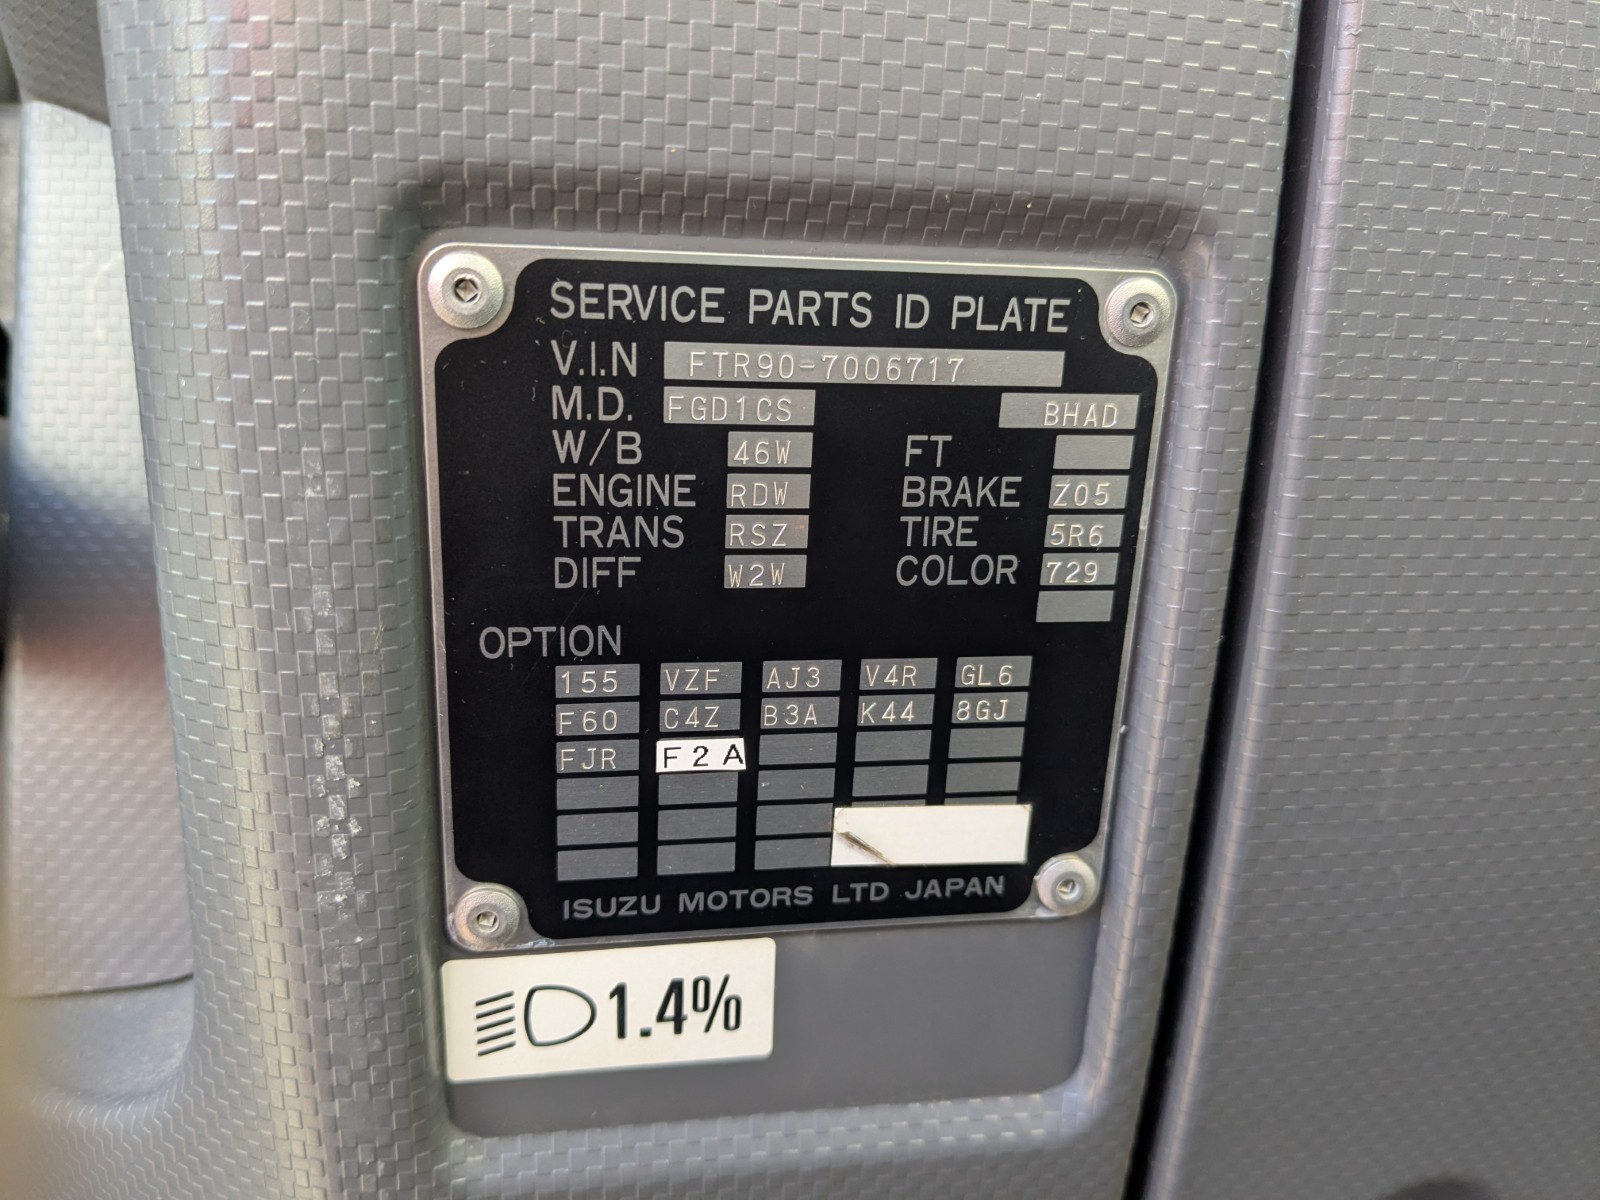 SERVICE PARTS ID PLATE
V.I.N FTR90-7006717
M.D. FGD1CS BHAD
W/B 46W FT
ENGINE RDW BRAKE Z05
TRANS RSZ TIRE 5R6
DIFF W2W COLOR 729
OPTION
155 VZF AJ3 V4R GL6
F60 C4Z B3A K44 8GJ
FJR F2A
ISUZU MOTORS LTD JAPAN
1.4%